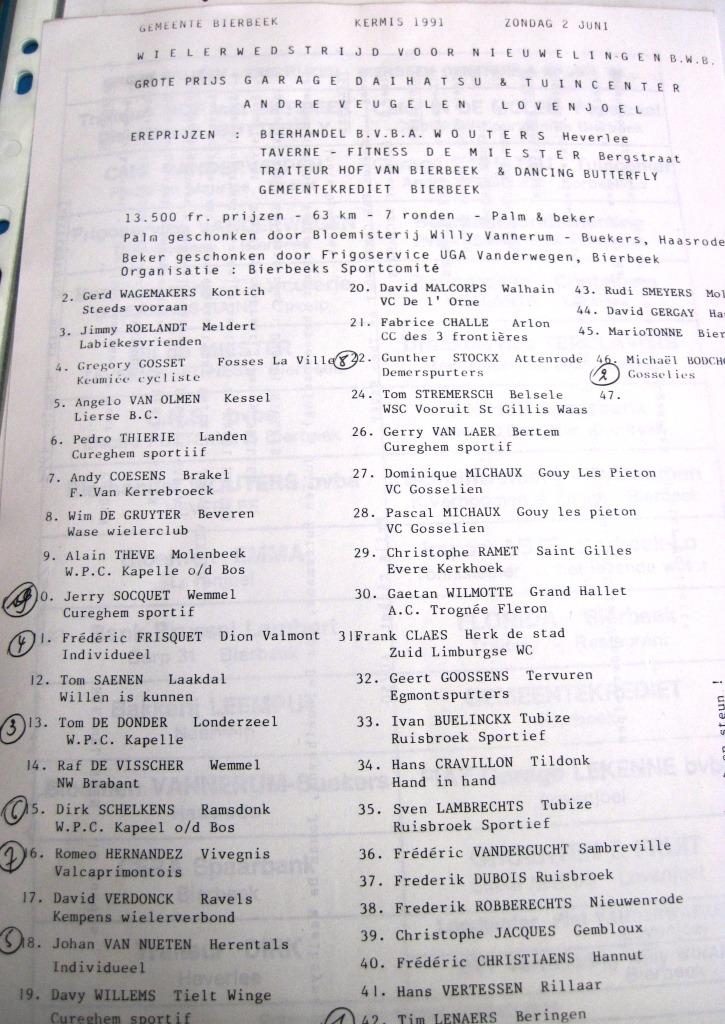 GEMEENTE BIERBEEK KERMIS 1991 ZONDAG 2 JUNI
WIELERWEDSTRIJD VOOR NIEUWELINGEN B.W.B.
GROTE PRIJS GARAGE DAIHATSU & TUINCENTER
ANDRE VEUGELEN LOVENJOEL
EREPRIJZEN : BIERHANDEL B.V.B.A. WOUTERS Heverlee
TAVERNE - FITNESS DE MIESTER Bergstraat
TRAITEUR HOF VAN BIERBEEK & DANCING BUTTERFLY
GEMEENTEKREDIET BIERBEEK
13.500 fr. prijzen - 63 km - 7 ronden - Palm & beker
Palm geschonken door Bloemisterij Willy Vannerum - Buekers, Haasrode
Beker geschonken door Frigoservice UGA Vanderwegen, Bierbeek
Organisatie : Bierbeeks Sportcomité
2. Gerd WAGEMAKERS Kontich
Steeds vooraan
3. Jimmy ROELANDT Meldert
Labiekesvrienden
4. Gregory GOSSET Fosses La Ville
Keumiée cycliste
5. Angelo VAN OLMEN Kessel
Lierse B.C.
6. Pedro THIERIE Landen
Cureghem sportiif
7. Andy COESENS Brakel
F. Van Kerrebroeck
8. Wim DE GRUYTER Beveren
Wase wielerclub
9. Alain THEVE Molenbeek
W.P.C. Kapelle o/d Bos
0. Jerry SOCQUET Wemmel
Cureghem sportif
4 1. Frédéric FRISQUET Dion Valmont
Individueel
12. Tom SAENEN Laakdal
Willen is kunnen
3 13. Tom DE DONDER Londerzeel
W.P.C. Kapelle
14. Raf DE VISSCHER Wemmel
NW Brabant
6 15. Dirk SCHELKENS Ramsdonk
W.P.C. Kapeel o/d Bos
7 16. Romeo HERNANDEZ Vivegnis
Valcaprimontois
17. David VERDONCK Ravels
Kempens wielerverbond
5 18. Johan VAN NUETEN Herentals
Individueel
19. Davy WILLEMS Tielt Winge
Cureghem sportif
20. David MALCORPS Walhain
VC De l' Orne
21. Fabrice CHALLE Arlon
CC des 3 frontières
8 22. Gunther STOCKX Attenrode
Demerspurters
24. Tom STREMERSCH Belsele
WSC Vooruit St Gillis Waas
26. Gerry VAN LAER Bertem
Cureghem sportif
27. Dominique MICHAUX Gouy Les Pieton
VC Gosselien
28. Pascal MICHAUX Gouy les pieton
VC Gosselien
29. Christophe RAMET Saint Gilles
Evere Kerkhoek
30. Gaetan WILMOTTE Grand Hallet
A.C. Trognée Fleron
31 Frank CLAES Herk de stad
Zuid Limburgse WC
32. Geert GOOSSENS Tervuren
Egmontspurters
33. Ivan BUELINCKX Tubize
Ruisbroek Sportief
34. Hans CRAVILLON Tildonk
Hand in hand
35. Sven LAMBRECHTS Tubize
Ruisbroek Sportief
36. Frédéric VANDERGUCHT Sambreville
37. Frederik DUBOIS Ruisbroek
38. Frederik ROBBERECHTS Nieuwenrode
39. Christophe JACQUES Gembloux
40. Frédéric CHRISTIAENS Hannut
41. Hans VERTESSEN Rillaar
1 42. Tim LENAERS Beringen
43. Rudi SMEYERS Mol
44. David GERGAY Ha
45. MarioTONNE Bier
46. Michaël BODCH
2 Gosselies
47.
en steun !